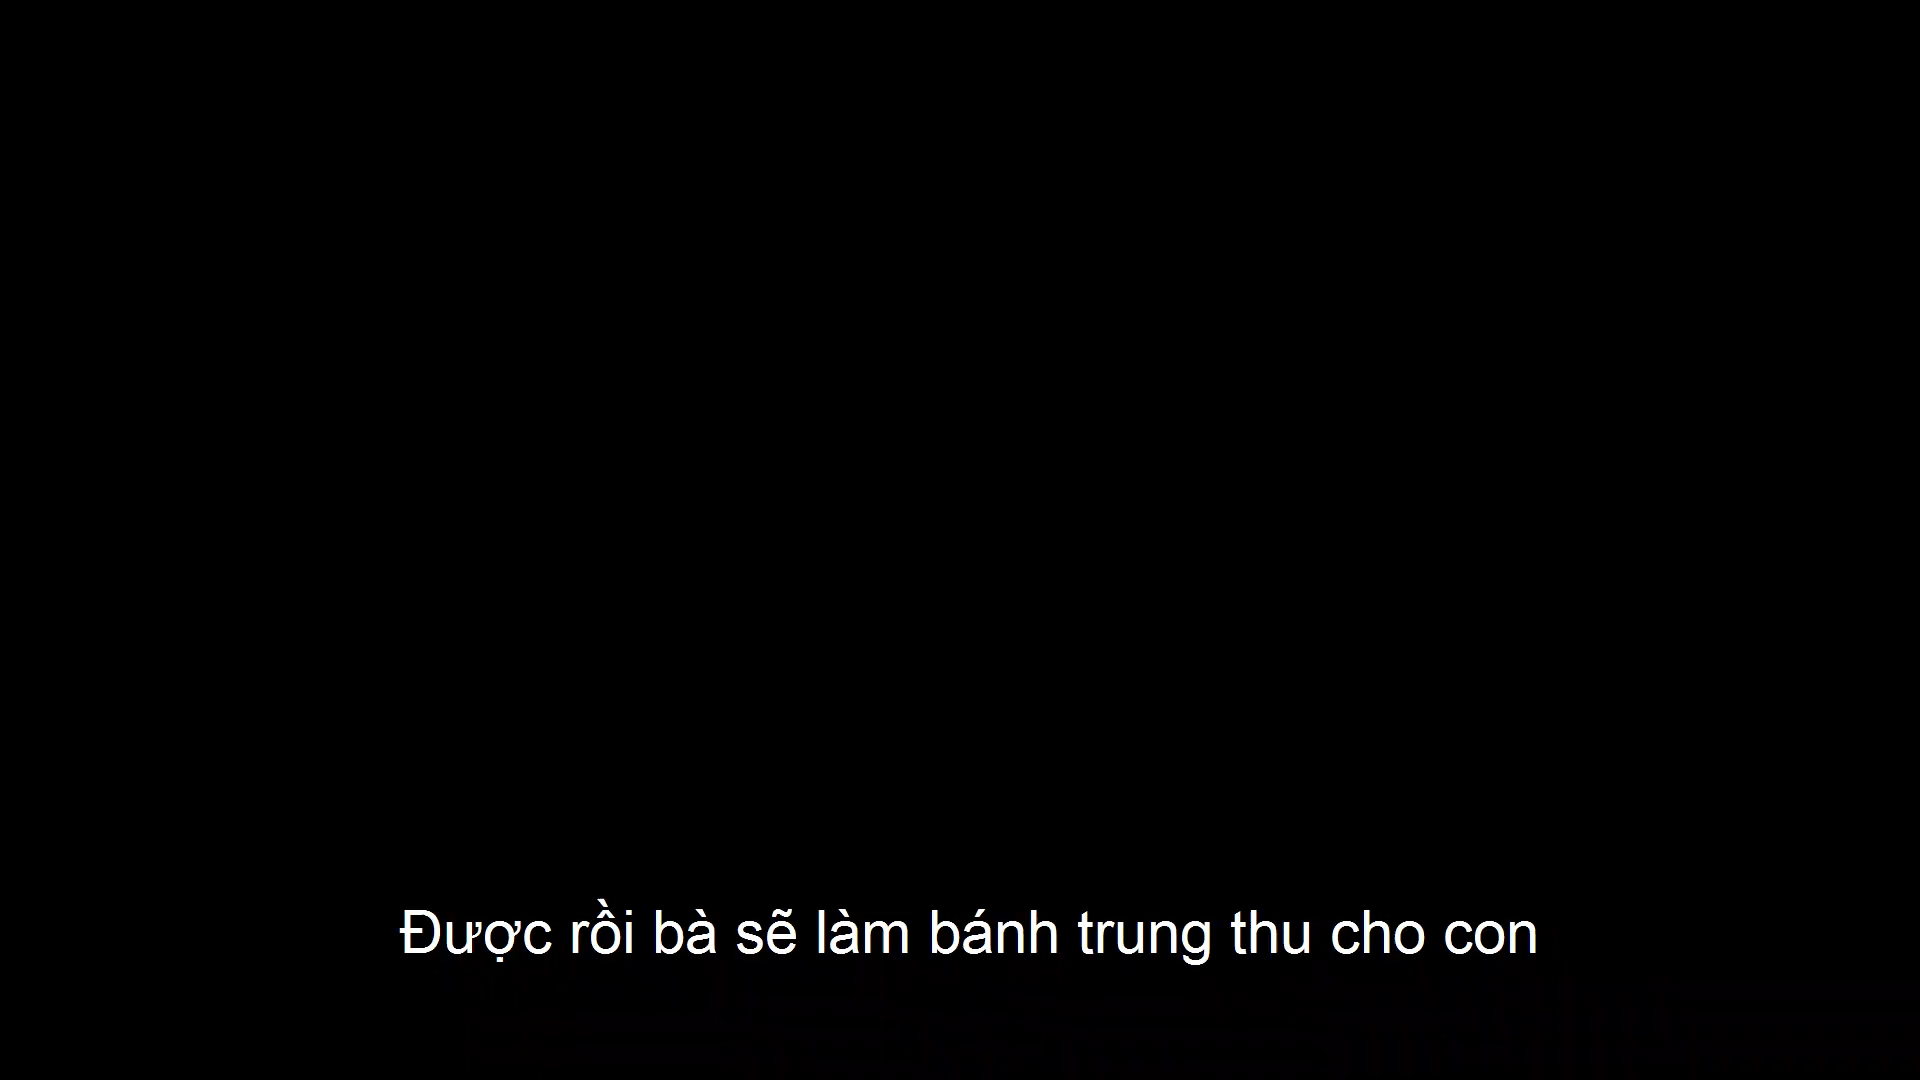 Được rồi bà sẽ làm bánh trung thu cho con